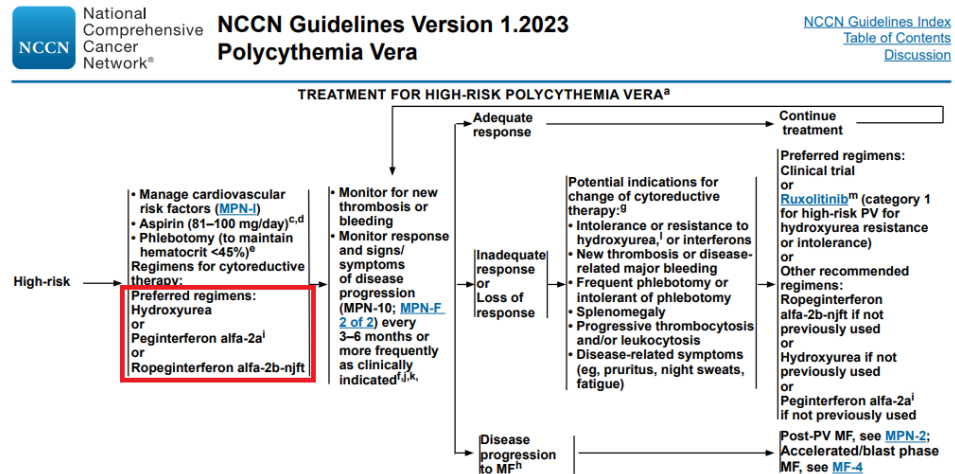 National
Comprehensive
NCCN Cancer
Network®
NCCN Guidelines Version 1.2023
Polycythemia Vera
NCCN Guidelines Index
Table of Contents
Discussion
TREATMENT FOR HIGH-RISK POLYCYTHEMIA VERAa
High-risk
• Manage cardiovascular
risk factors (MPN-I)
• Aspirin (81–100 mg/day)c,d
• Phlebotomy (to maintain
hematocrit <45%)e
Regimens for cytoreductive
therapy:
Preferred regimens:
Hydroxyurea
or
Peginterferon alfa-2ai
or
Ropeginterferon alfa-2b-njft
• Monitor for new
thrombosis or
bleeding
• Monitor response
and signs/
symptoms
of disease
progression
(MPN-10; MPN-F
2 of 2) every
3–6 months or
more frequently
as clinically
indicatedf,j,k,
Adequate
response
Continue
treatment
Inadequate
response
or
Loss of
response
Potential indications for
change of cytoreductive
therapy:g
• Intolerance or resistance to
hydroxyurea,l or interferons
• New thrombosis or disease-
related major bleeding
• Frequent phlebotomy or
intolerant of phlebotomy
• Splenomegaly
• Progressive thrombocytosis
and/or leukocytosis
• Disease-related symptoms
(eg, pruritus, night sweats,
fatigue)
Preferred regimens:
Clinical trial
or
Ruxolitinibm (category 1
for high-risk PV for
hydroxyurea resistance
or intolerance)
or
Other recommended
regimens:
Ropeginterferon
alfa-2b-njft if not
previously used
or
Hydroxyurea if not
previously used
or
Peginterferon alfa-2ai
if not previously used
Disease
progression
to MFh
Post-PV MF, see MPN-2;
Accelerated/blast phase
MF, see MF-4